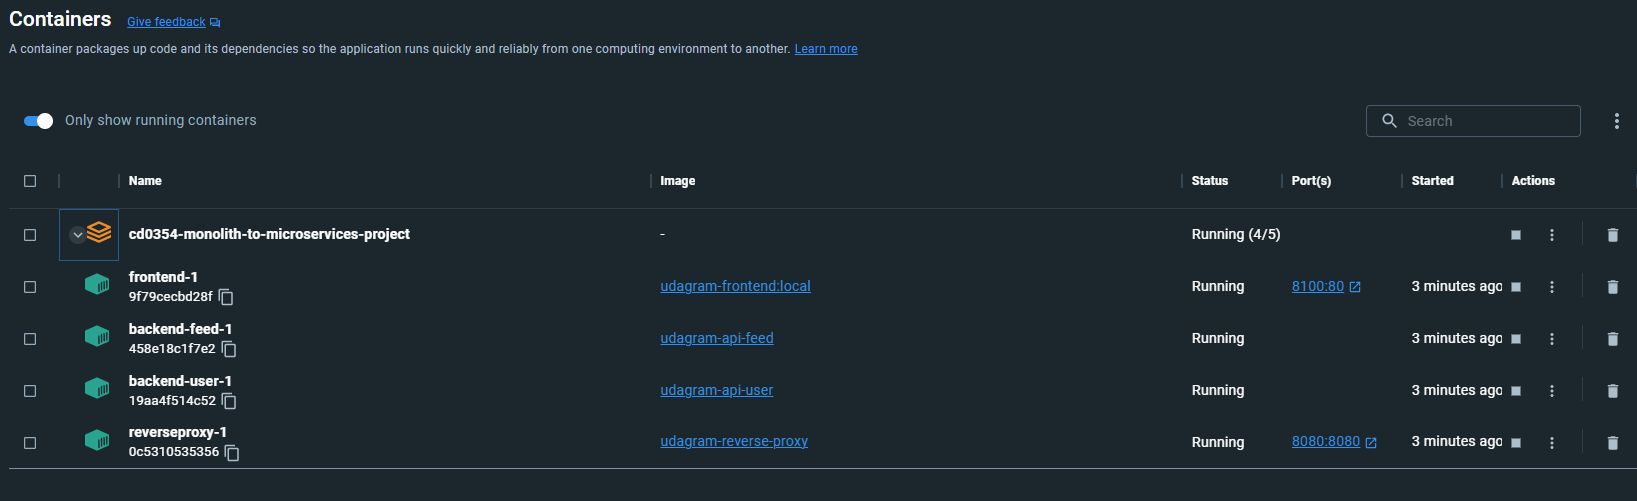 Containers Give feedback
A container packages up code and its dependencies so the application runs quickly and reliably from one computing environment to another. Learn more
Only show running containers Search
Name Image Status Port(s) Started Actions
cd0354-monolith-to-microservices-project - Running (4/5)
frontend-1
9f79cecbd28f udagram-frontend:local Running 8100:80 3 minutes ago
backend-feed-1
458e18c1f7e2 udagram-api-feed Running 3 minutes ago
backend-user-1
19aa4f514c52 udagram-api-user Running 3 minutes ago
reverseproxy-1
0c5310535356 udagram-reverse-proxy Running 8080:8080 3 minutes ago